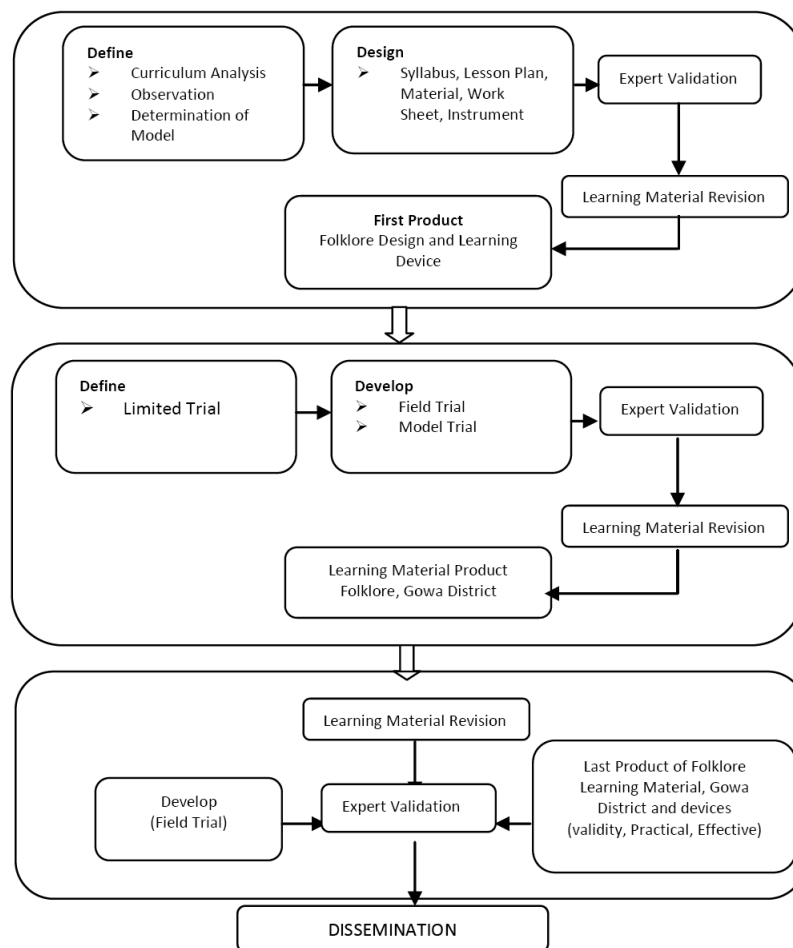 Define
➢ Curriculum Analysis
➢ Observation
➢ Determination of
Model
Design
➢ Syllabus, Lesson Plan,
Material, Work
Sheet, Instrument
Expert Validation
Learning Material Revision
First Product
Folklore Design and Learning
Device
Define
➢ Limited Trial
Develop
➢ Field Trial
➢ Model Trial
Expert Validation
Learning Material Revision
Learning Material Product
Folklore, Gowa District
Learning Material Revision
Develop
(Field Trial)
Expert Validation
Last Product of Folklore
Learning Material, Gowa
District and devices
(validity, Practical, Effective)
DISSEMINATION